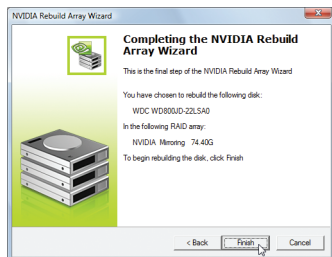 NVIDIA Rebuild Array Wizard
Completing the NVIDIA Rebuild
Array Wizard
This is the final step of the NVIDIA Rebuild Array Wizard
You have chosen to rebuild the following disk:
WDC WD800JD-22LSA0
In the following RAID array:
NVIDIA Mirroring 74.40G
To begin rebuilding the disk, click Finish
< Back Finish Cancel